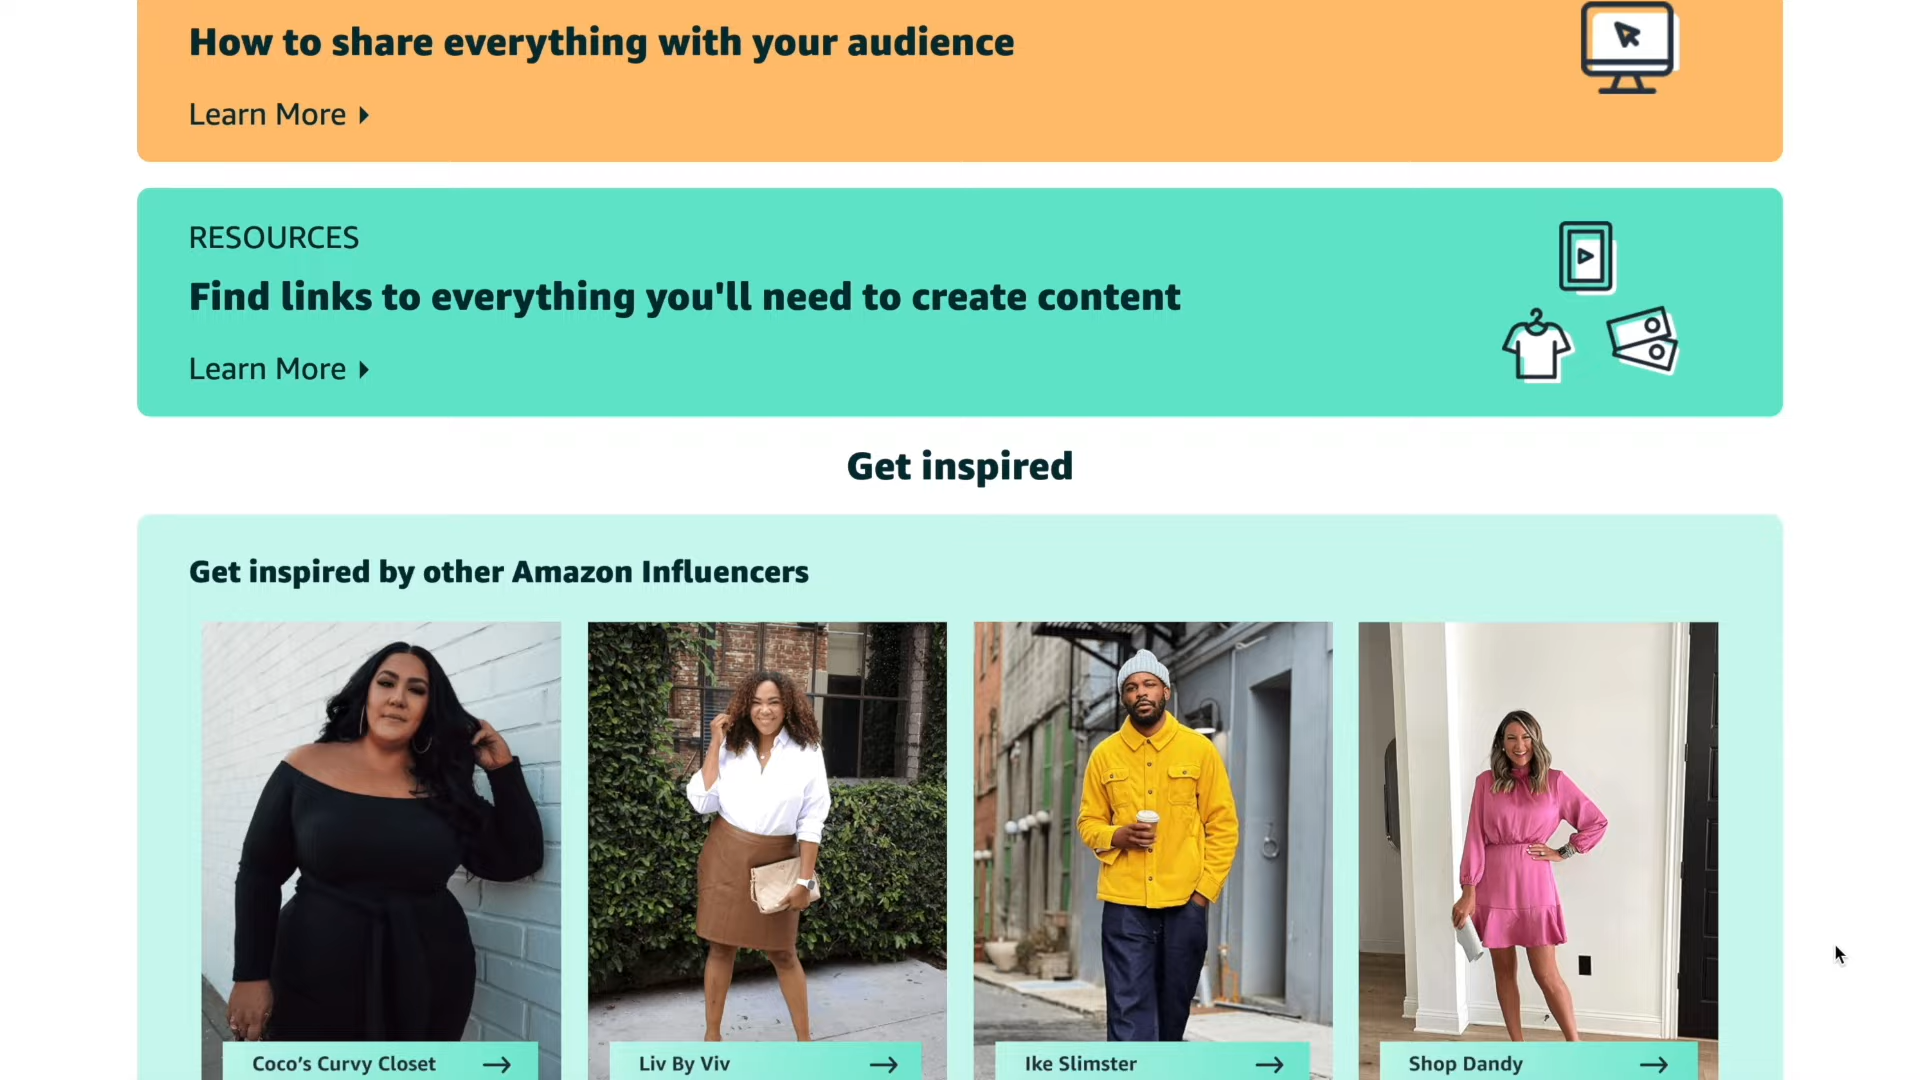 How to share everything with your audience
Learn More
RESOURCES
Find links to everything you'll need to create content
Learn More
Get inspired
Get inspired by other Amazon Influencers
Coco’s Curvy Closet
Liv By Viv
Ike Slimster
Shop Dandy